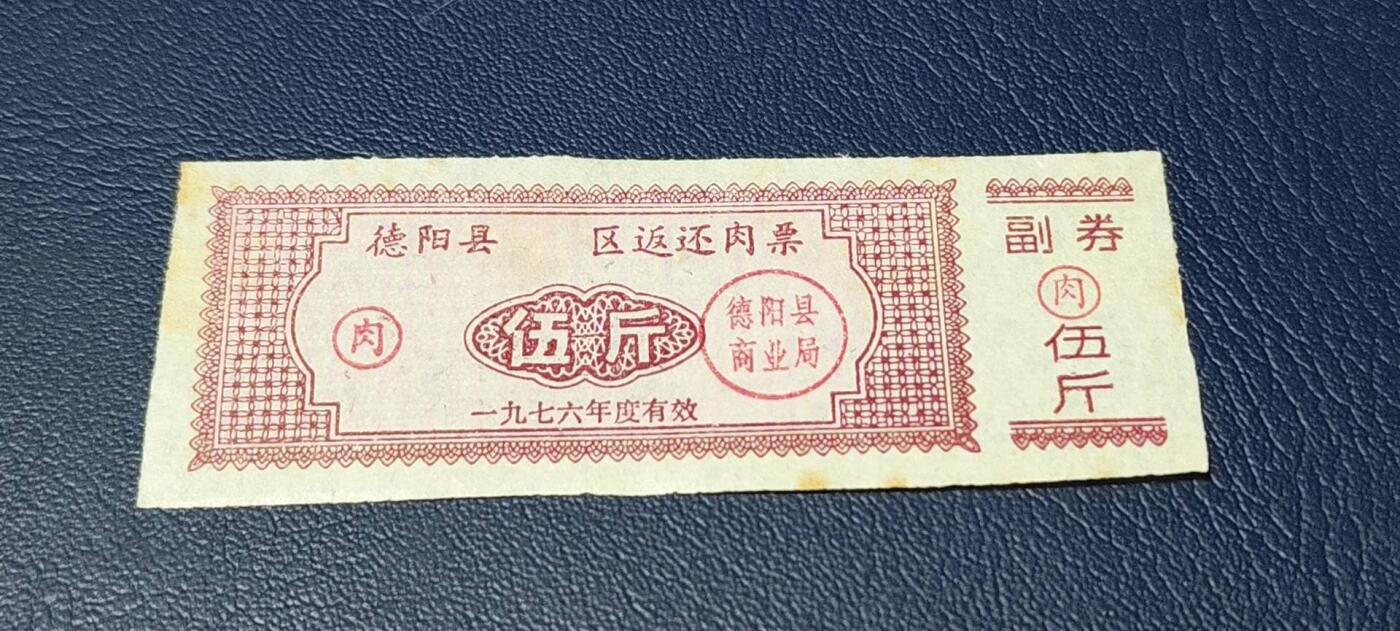 德阳县 区返还肉票
肉
伍斤
德阳县
商业局
一九七六年度有效
副券
肉
伍
斤